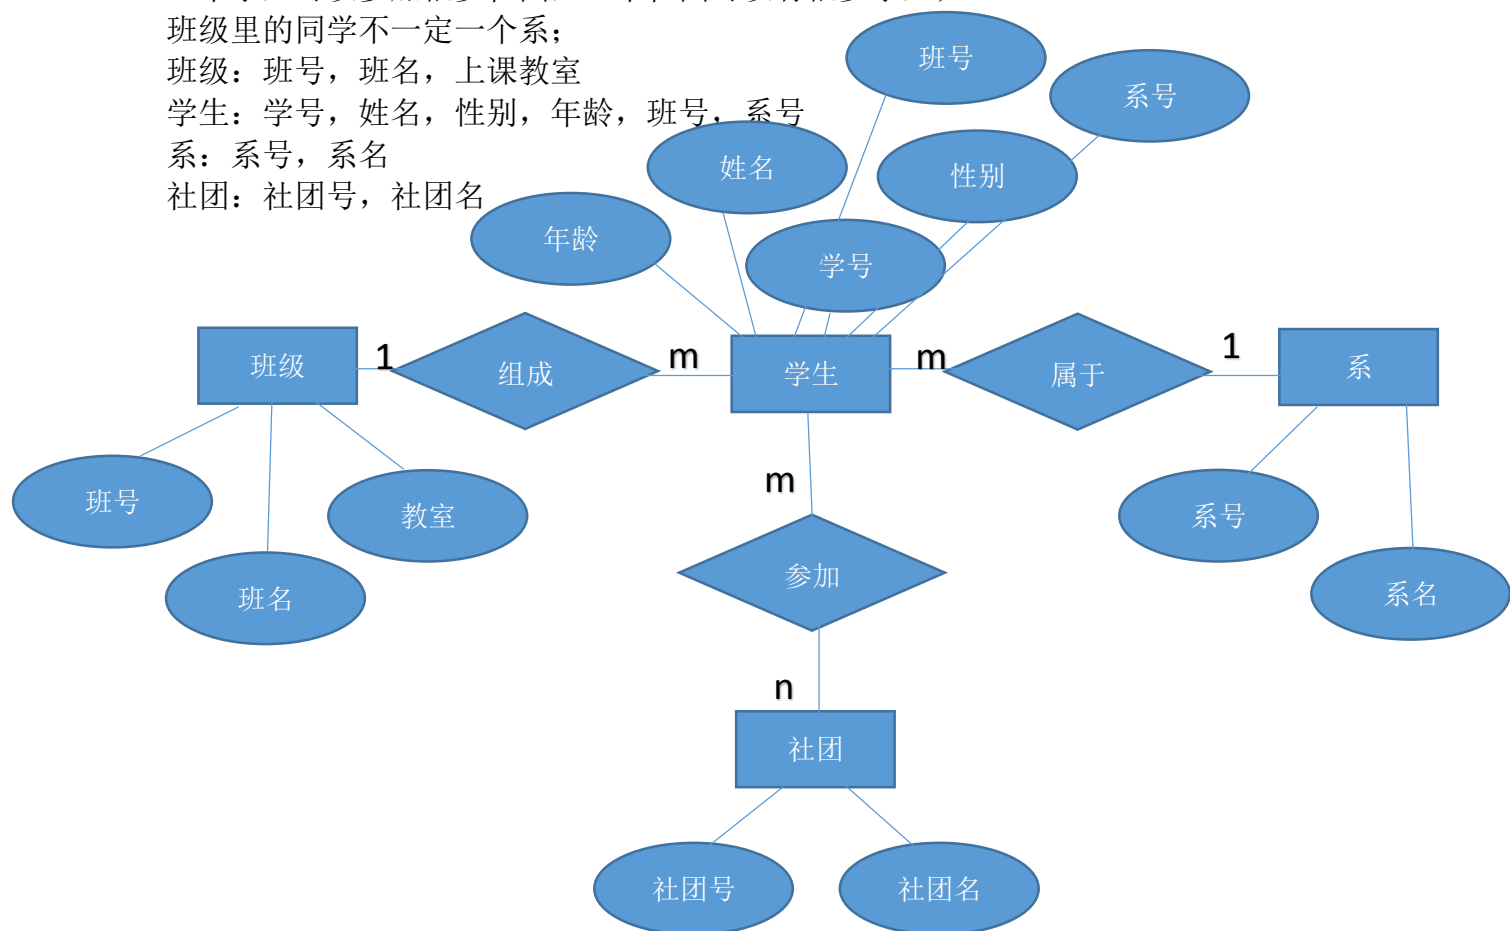 班级里的同学不一定一个系;
班级: 班号, 班名, 上课教室
学生: 学号, 姓名, 性别, 年龄, 班号, 系号
系: 系号, 系名
社团: 社团号, 社团名
班号
系号
姓名
性别
年龄
学号
班级
1
组成
m
学生
m
属于
1
系
班号
教室
班名
m
参加
系号
系名
n
社团
社团号
社团名